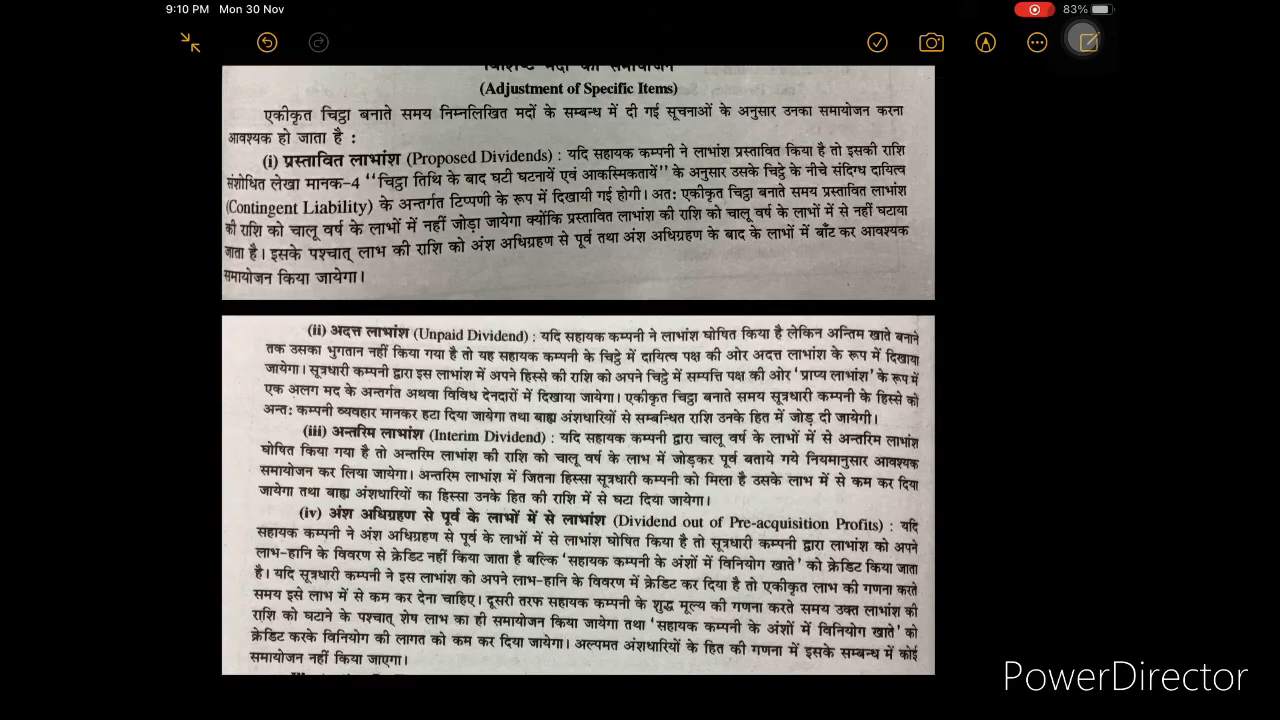 9:10 PM Mon 30 Nov
83%
विशिष्ट मदों का समायोजन
(Adjustment of Specific Items)
एकीकृत चिट्ठा बनाते समय निम्नलिखित मदों के सम्बन्ध में दी गई सूचनाओं के अनुसार उनका समायोजन करना
आवश्यक हो जाता है :
(i) प्रस्तावित लाभांश (Proposed Dividends) : यदि सहायक कम्पनी ने लाभांश प्रस्तावित किया है तो इसकी राशि
संशोधित लेखा मानक-4 “चिट्ठा तिथि के बाद घटी घटनायें एवं आकस्मिकतायें” के अनुसार उसके चिट्ठे के नीचे संदिग्ध दायित्व
(Contingent Liability) के अन्तर्गत टिप्पणी के रूप में दिखायी गई होगी। अत: एकीकृत चिट्ठा बनाते समय प्रस्तावित लाभांश
की राशि को चालू वर्ष के लाभों में नहीं जोड़ा जायेगा क्योंकि प्रस्तावित लाभांश की राशि को चालू वर्ष के लाभों में से नहीं घटाया
जाता है। इसके पश्चात् लाभ की राशि को अंश अधिग्रहण से पूर्व तथा अंश अधिग्रहण के बाद के लाभों में बाँट कर आवश्यक
समायोजन किया जायेगा।
(ii) अदत्त लाभांश (Unpaid Dividend) : यदि सहायक कम्पनी ने लाभांश घोषित किया है लेकिन अन्तिम खाते बनाने
तक उसका भुगतान नहीं किया गया है तो यह सहायक कम्पनी के चिट्ठे में दायित्व पक्ष की ओर अदत्त लाभांश के रूप में दिखाया
जायेगा। सूत्रधारी कम्पनी द्वारा इस लाभांश में अपने हिस्से की राशि को अपने चिट्ठे में सम्पत्ति पक्ष की ओर ‘प्राप्य लाभांश’ के रूप में
एक अलग मद के अन्तर्गत अथवा विविध देनदारों में दिखाया जायेगा। एकीकृत चिट्ठा बनाते समय सूत्रधारी कम्पनी के हिस्से को
अन्त: कम्पनी व्यवहार मानकर हटा दिया जायेगा तथा बाह्य अंशधारियों से सम्बन्धित राशि उनके हित में जोड़ दी जायेगी।
(iii) अन्तरिम लाभांश (Interim Dividend) : यदि सहायक कम्पनी द्वारा चालू वर्ष के लाभों में से अन्तरिम लाभांश
घोषित किया गया है तो अन्तरिम लाभांश की राशि को चालू वर्ष के लाभ में जोड़कर पूर्व बताये गये नियमानुसार आवश्यक
समायोजन कर लिया जायेगा। अन्तरिम लाभांश में जितना हिस्सा सूत्रधारी कम्पनी को मिला है उसके लाभ में से कम कर दिया
जायेगा तथा बाह्य अंशधारियों का हिस्सा उनके हित की राशि में से घटा दिया जायेगा।
(iv) अंश अधिग्रहण से पूर्व के लाभों में से लाभांश (Dividend out of Pre-acquisition Profits) : यदि
सहायक कम्पनी ने अंश अधिग्रहण से पूर्व के लाभों में से लाभांश घोषित किया है तो सूत्रधारी कम्पनी द्वारा लाभांश को अपने
लाभ-हानि के विवरण से क्रेडिट नहीं किया जाता है बल्कि ‘सहायक कम्पनी के अंशों में विनियोग खाते’ को क्रेडिट किया जाता
है। यदि सूत्रधारी कम्पनी ने इस लाभांश को अपने लाभ-हानि के विवरण में क्रेडिट कर दिया है तो एकीकृत लाभ की गणना करते
समय इसे लाभ में से कम कर देना चाहिए। दूसरी तरफ सहायक कम्पनी के शुद्ध मूल्य की गणना करते समय उक्त लाभांश की
राशि को घटाने के पश्चात् शेष लाभ का ही समायोजन किया जायेगा तथा ‘सहायक कम्पनी के अंशों में विनियोग खाते’ को
क्रेडिट करके विनियोग की लागत को कम कर दिया जायेगा। अल्पमत अंशधारियों के हित की गणना में इसके सम्बन्ध में कोई
समायोजन नहीं किया जाएगा।
PowerDirector